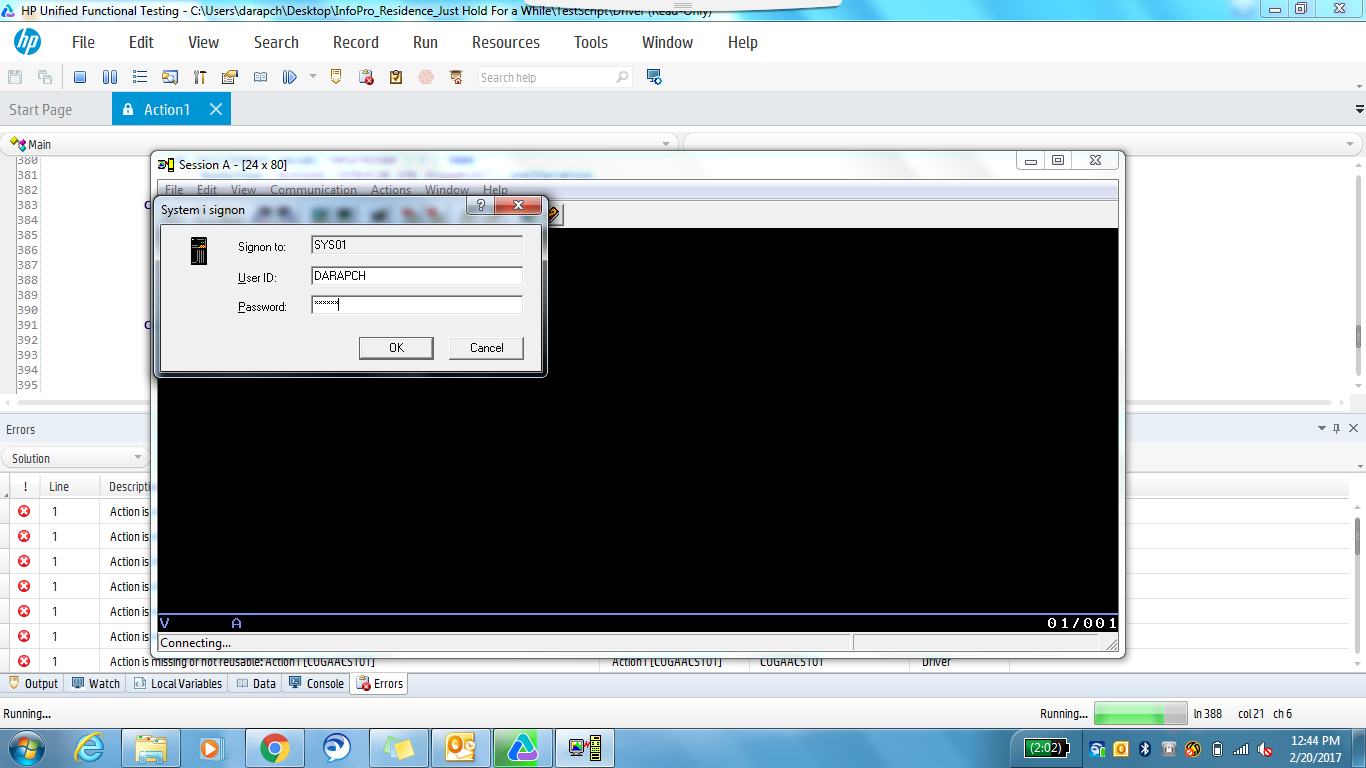 HP Unified Functional Testing - C:\Users\darapch\Desktop\InfoPro_Residence_Just Hold For a While\TestScript\Driver (Read-Only)
hp File Edit View Search Record Run Resources Tools Window Help
Search help
Start Page Action1
Main
380
381
382
383
384
385
386
387
388
389
390
391
392
393
394
395
Session A - [24 x 80]
File Edit View Communication Actions Window Help
System i signon
Signon to: SYS01
User ID: DARAPCH
Password: ******
OK Cancel
V A 01/001
Connecting...
Errors
Solution
! Line
1 Action is
1 Action is
1 Action is
1 Action is
1 Action is
1 Action is
1 Action is missing or not reusable: Action1 [CUGAACST01] Action1 [CUGAACST01] CUGAACST01 Driver
Output Watch Local Variables Data Console Errors
Running... Running... ln 388 col 21 ch 6
(2:02) 12:44 PM
2/20/2017